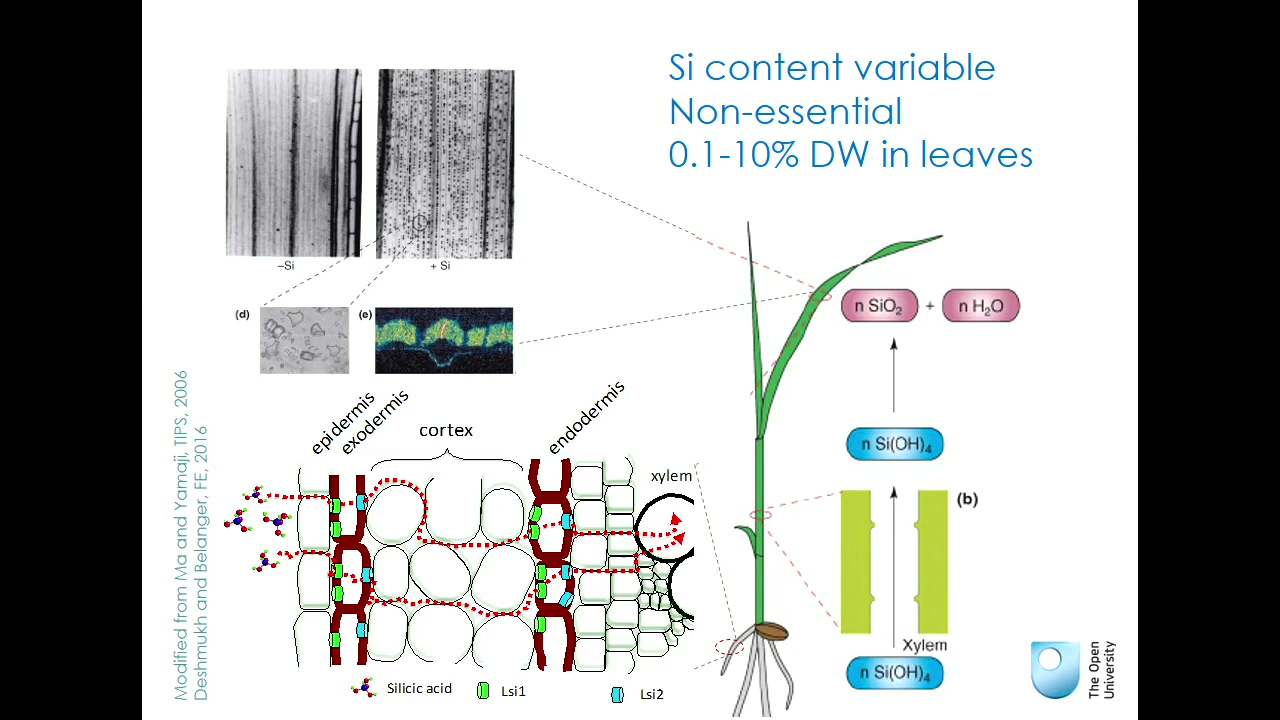 Si content variable
Non-essential
0.1-10% DW in leaves
–Si
+ Si
(d)
(e)
n SiO₂
+
n H₂O
n Si(OH)₄
(b)
Xylem
n Si(OH)₄
epidermis
exodermis
cortex
endodermis
xylem
Silicic acid
Lsi1
Lsi2
Modified from Ma and Yamaji, TIPS, 2006
Deshmukh and Belanger, FE, 2016
The Open
University